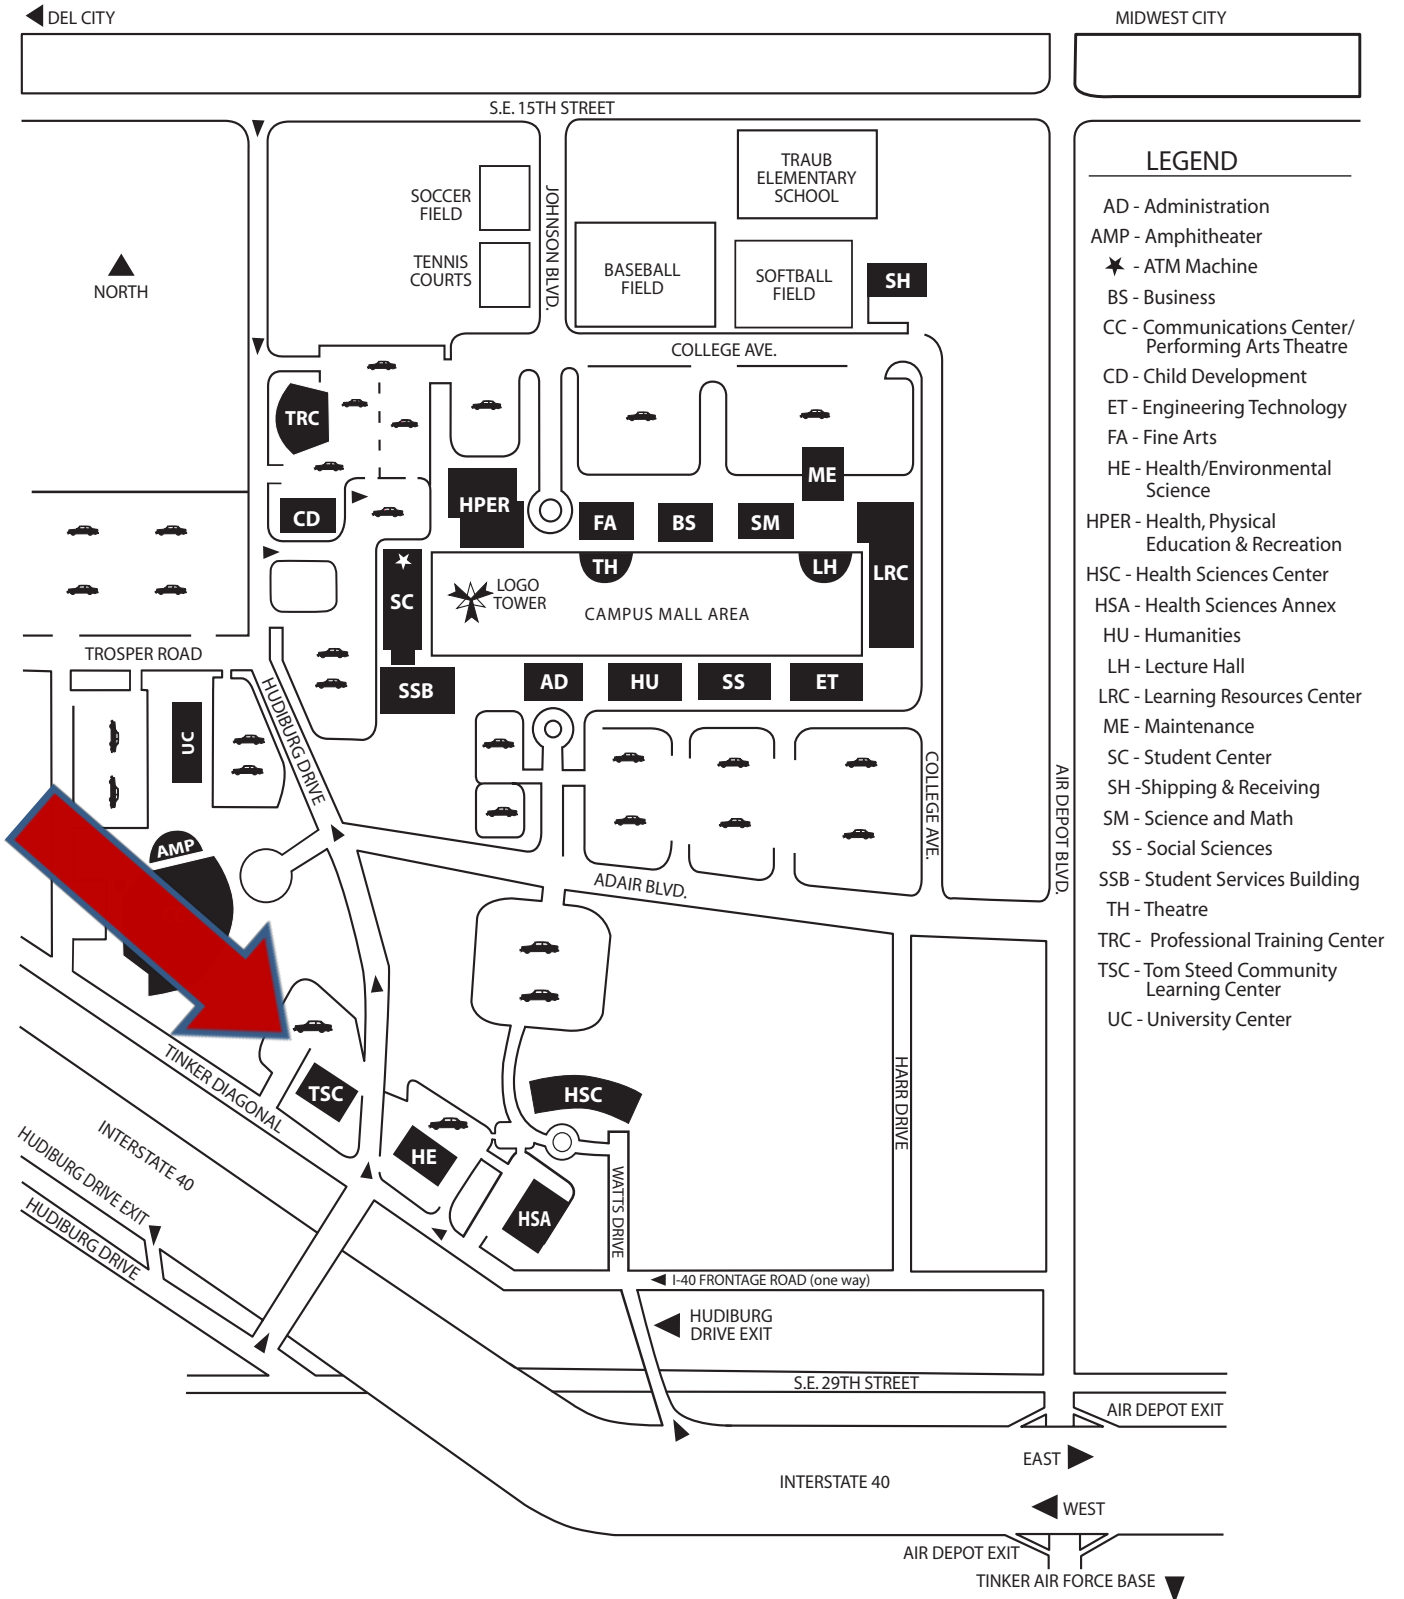 DEL CITY
MIDWEST CITY
S.E. 15TH STREET
TRAUB
ELEMENTARY
SCHOOL
SOCCER
FIELD
JOHNSON BLVD.
TENNIS
COURTS
BASEBALL
FIELD
SOFTBALL
FIELD
SH
NORTH
COLLEGE AVE.
TRC
ME
HPER
CD
FA
BS
SM
TH
LH
LRC
SC
LOGO
TOWER
CAMPUS MALL AREA
TROSPER ROAD
SSB
AD
HU
SS
ET
UC
HUDIBURG DRIVE
COLLEGE AVE.
AIR DEPOT BLVD.
AMP
ADAIR BLVD.
TINKER DIAGONAL
TSC
HSC
HARR DRIVE
INTERSTATE 40
HE
HUDIBURG DRIVE EXIT
HUDIBURG DRIVE
HSA
WATTS DRIVE
I-40 FRONTAGE ROAD (one way)
HUDIBURG
DRIVE EXIT
S.E. 29TH STREET
AIR DEPOT EXIT
EAST
INTERSTATE 40
WEST
AIR DEPOT EXIT
TINKER AIR FORCE BASE
LEGEND
AD - Administration
AMP - Amphitheater
- ATM Machine
BS - Business
CC - Communications Center/
Performing Arts Theatre
CD - Child Development
ET - Engineering Technology
FA - Fine Arts
HE - Health/Environmental
Science
HPER - Health, Physical
Education & Recreation
HSC - Health Sciences Center
HSA - Health Sciences Annex
HU - Humanities
LH - Lecture Hall
LRC - Learning Resources Center
ME - Maintenance
SC - Student Center
SH -Shipping & Receiving
SM - Science and Math
SS - Social Sciences
SSB - Student Services Building
TH - Theatre
TRC - Professional Training Center
TSC - Tom Steed Community
Learning Center
UC - University Center